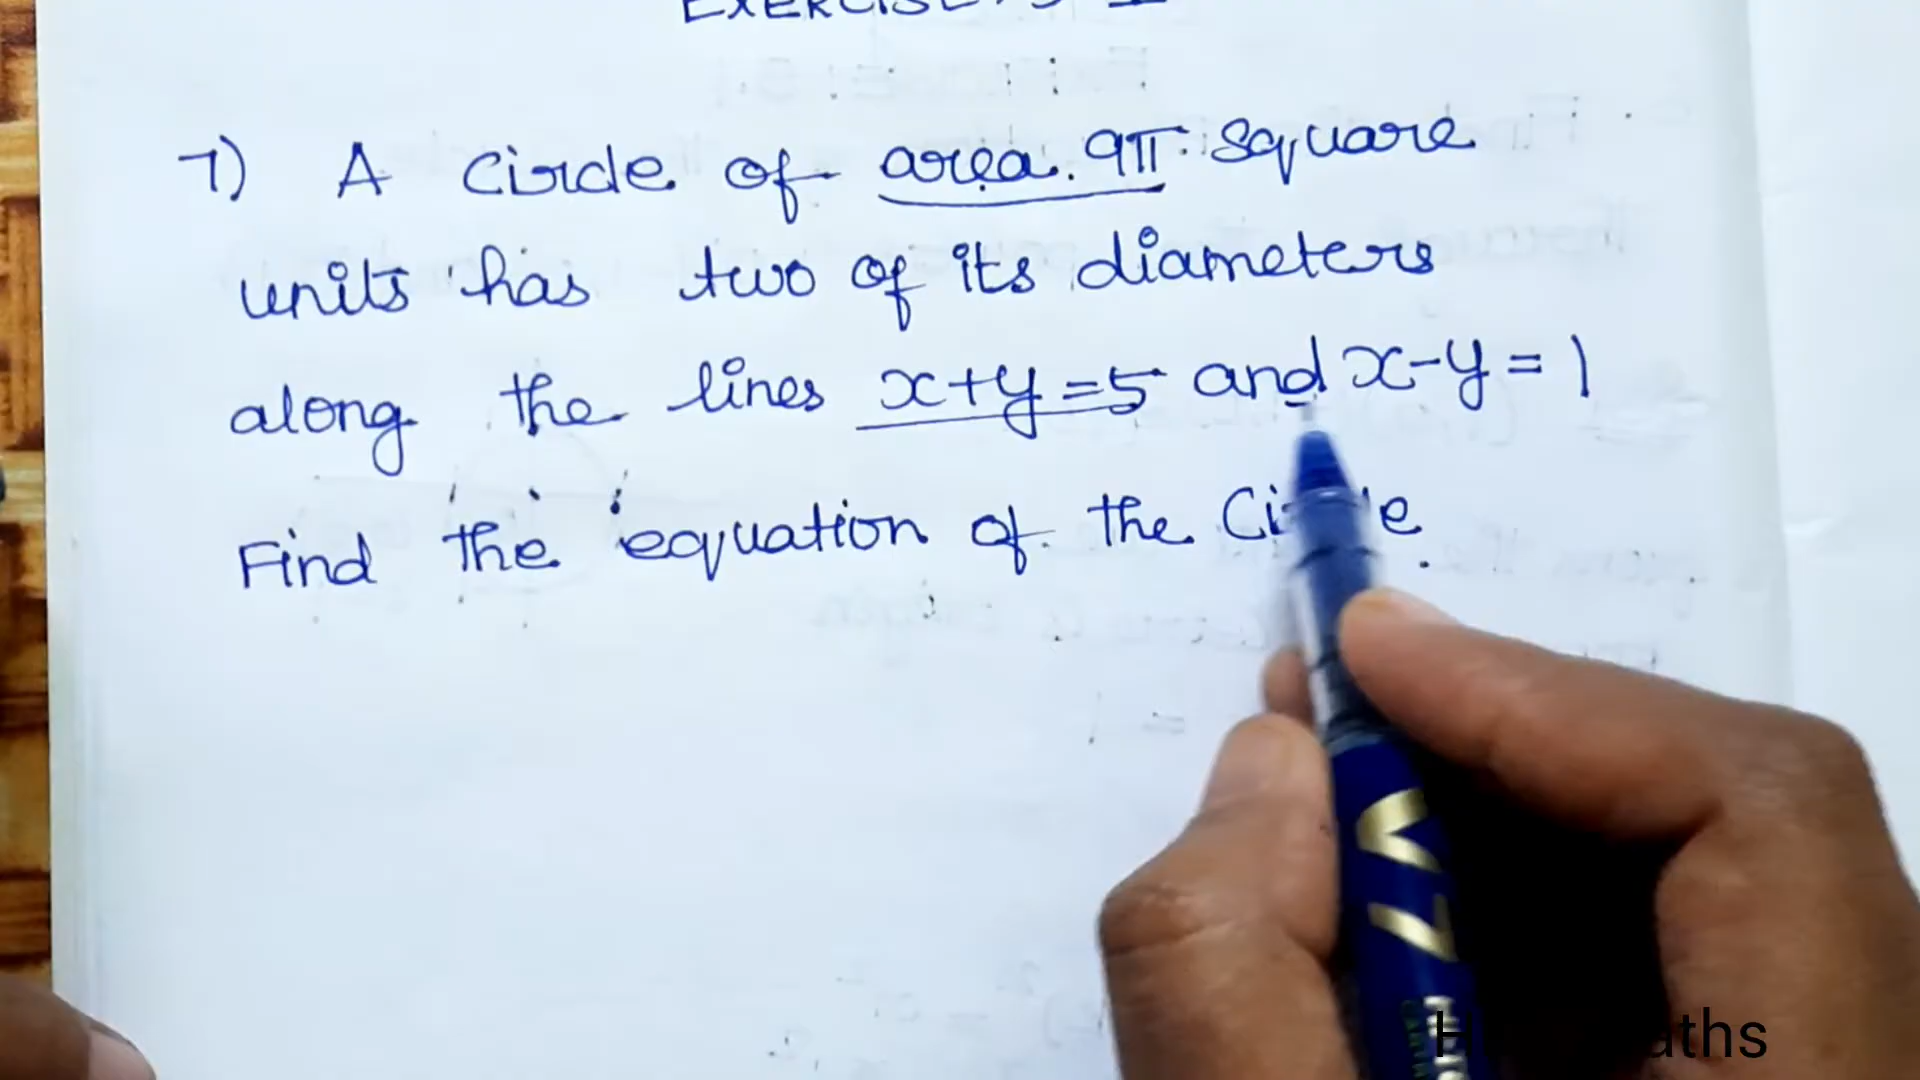 7) A Circle of area 9π square
units has two of its diameters
along the lines x+y=5 and x-y=1
Find the equation of the
V7